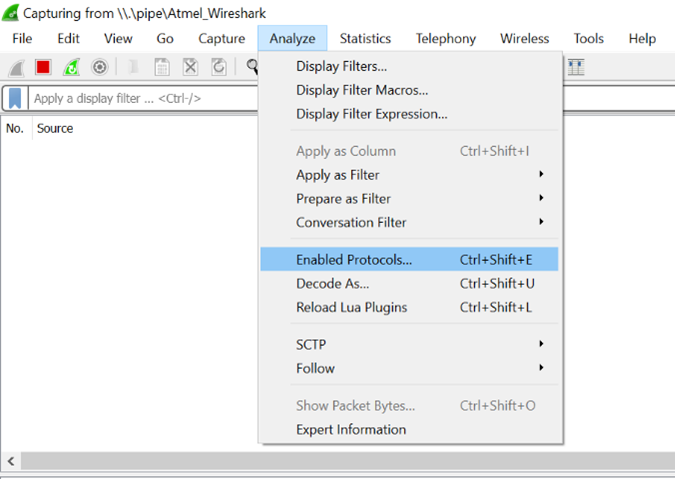 Capturing from \\.\pipe\Atmel_Wireshark
File Edit View Go Capture Analyze Statistics Telephony Wireless Tools Help
Apply a display filter ... <Ctrl-/>
No. Source
Display Filters...
Display Filter Macros...
Display Filter Expression...
Apply as Column Ctrl+Shift+I
Apply as Filter
Prepare as Filter
Conversation Filter
Enabled Protocols... Ctrl+Shift+E
Decode As... Ctrl+Shift+U
Reload Lua Plugins Ctrl+Shift+L
SCTP
Follow
Show Packet Bytes... Ctrl+Shift+O
Expert Information